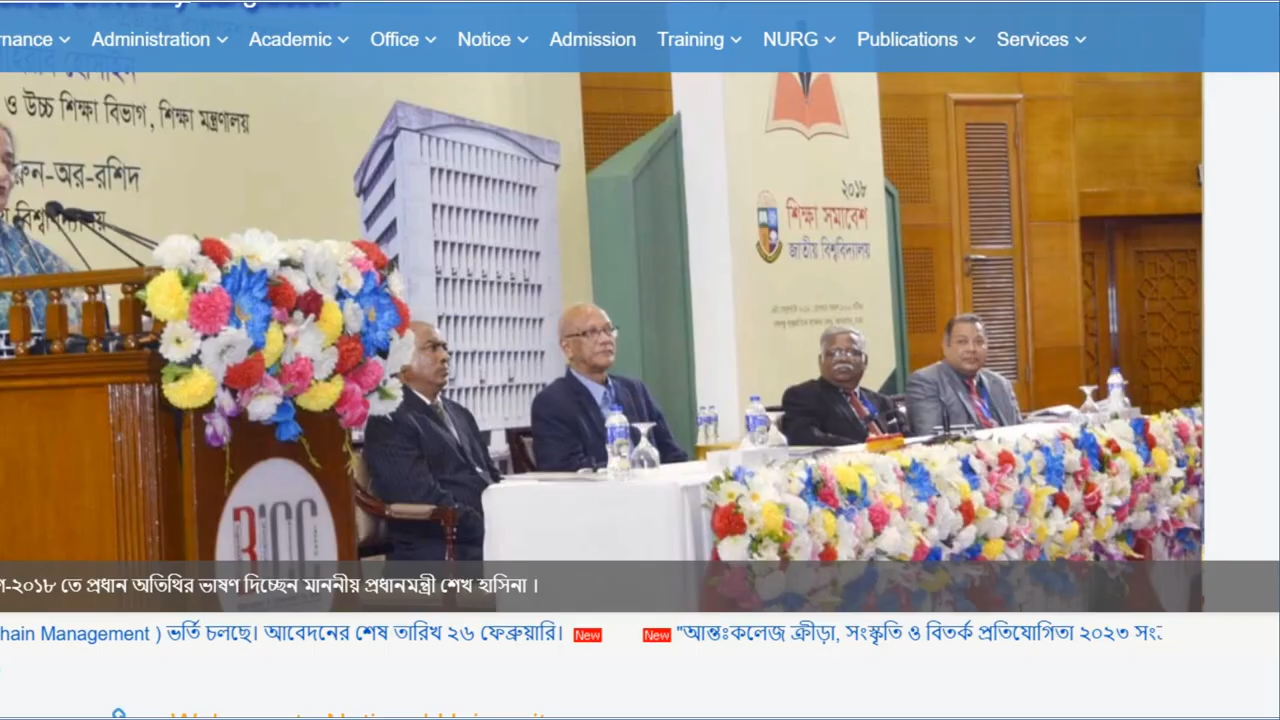 Administration Academic Office Notice Admission Training NURG Publications Services
ও উচ্চ শিক্ষা বিভাগ, শিক্ষা মন্ত্রণালয়
অর-রশিদ
২০১৮
শিক্ষা সমাবেশ
জাতীয় বিশ্ববিদ্যালয়
২০১৮ তে প্রধান অতিথির ভাষণ দিচ্ছেন মাননীয় প্রধানমন্ত্রী শেখ হাসিনা ।
Management ) ভর্তি চলছে। আবেদনের শেষ তারিখ ২৬ ফেব্রুয়ারি। New New "আন্তঃকলেজ ক্রীড়া, সংস্কৃতি ও বিতর্ক প্রতিযোগিতা ২০২৩